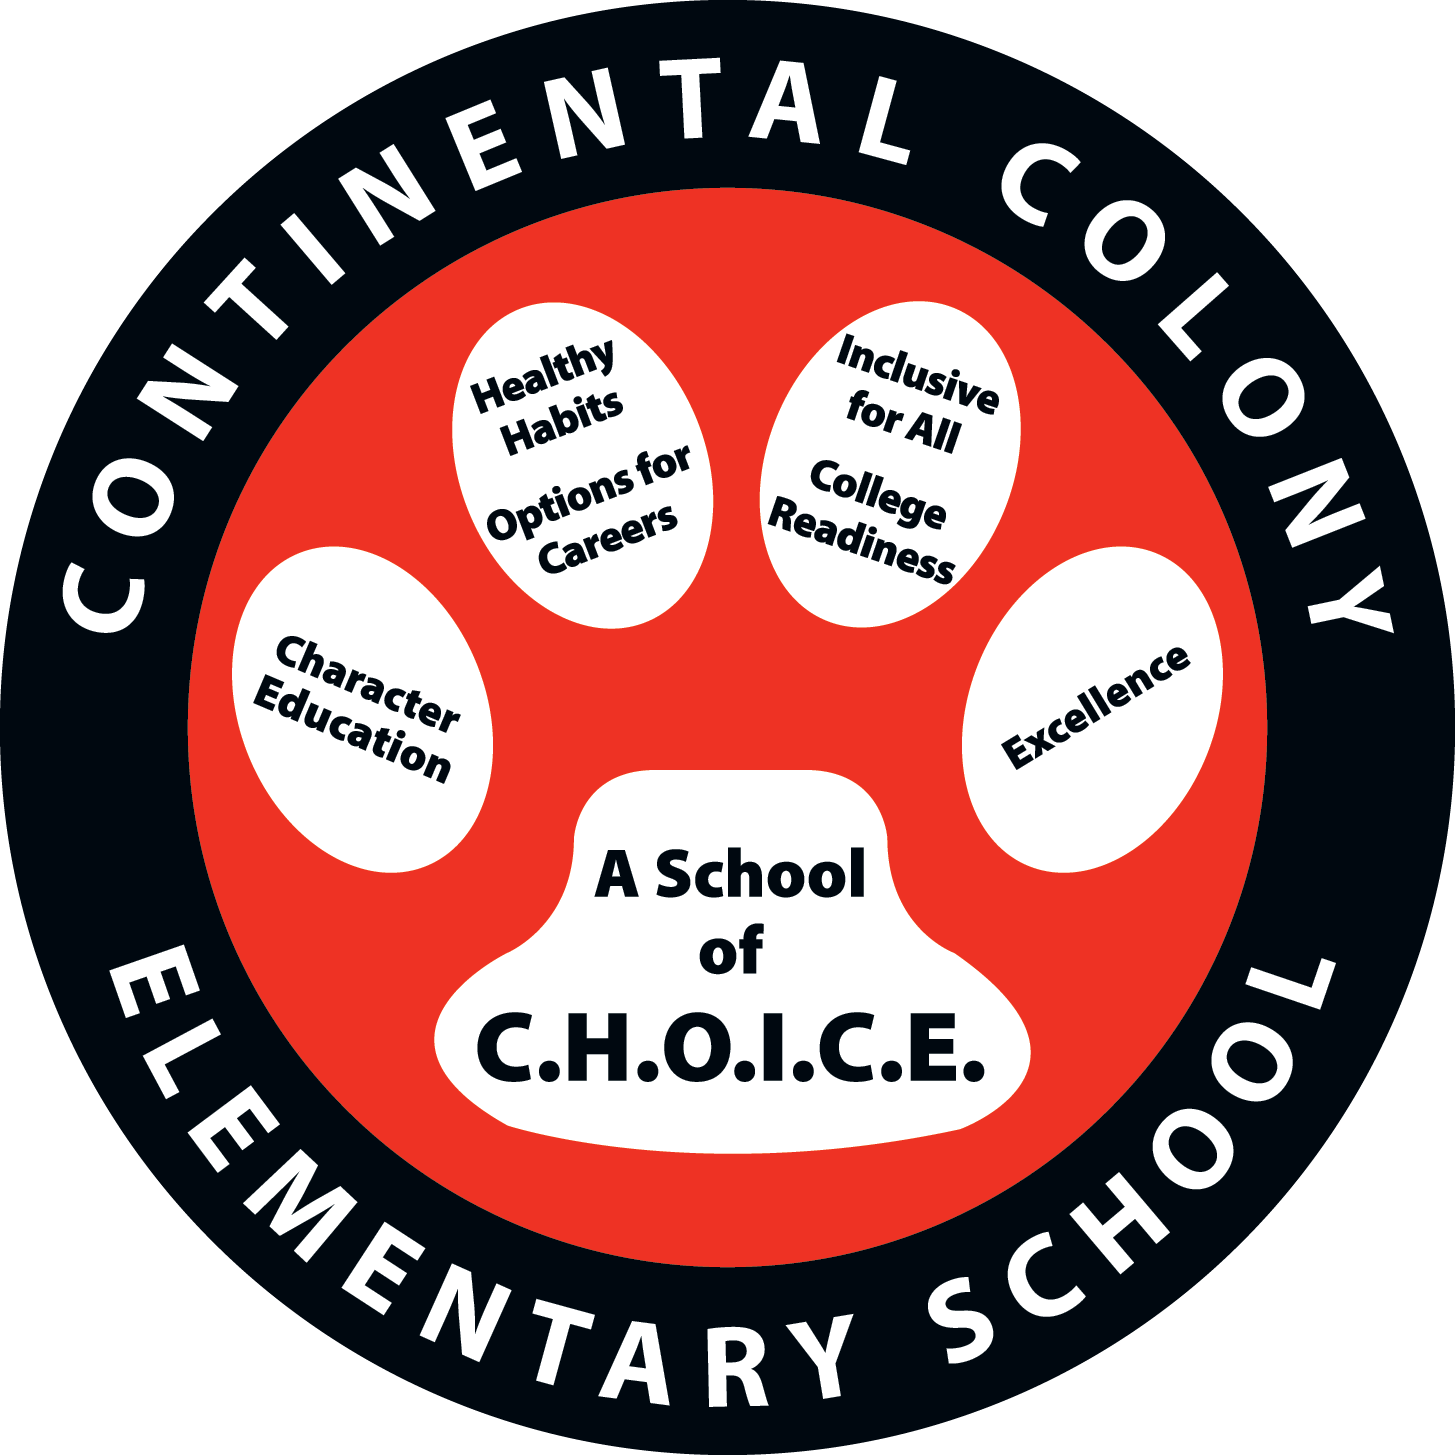 CONTINENTAL COLONY
Healthy
Habits
Options for
Careers
Inclusive
for All
College
Readiness
Character
Education
Excellence
A School
of
C.H.O.I.C.E.
ELEMENTARY SCHOOL